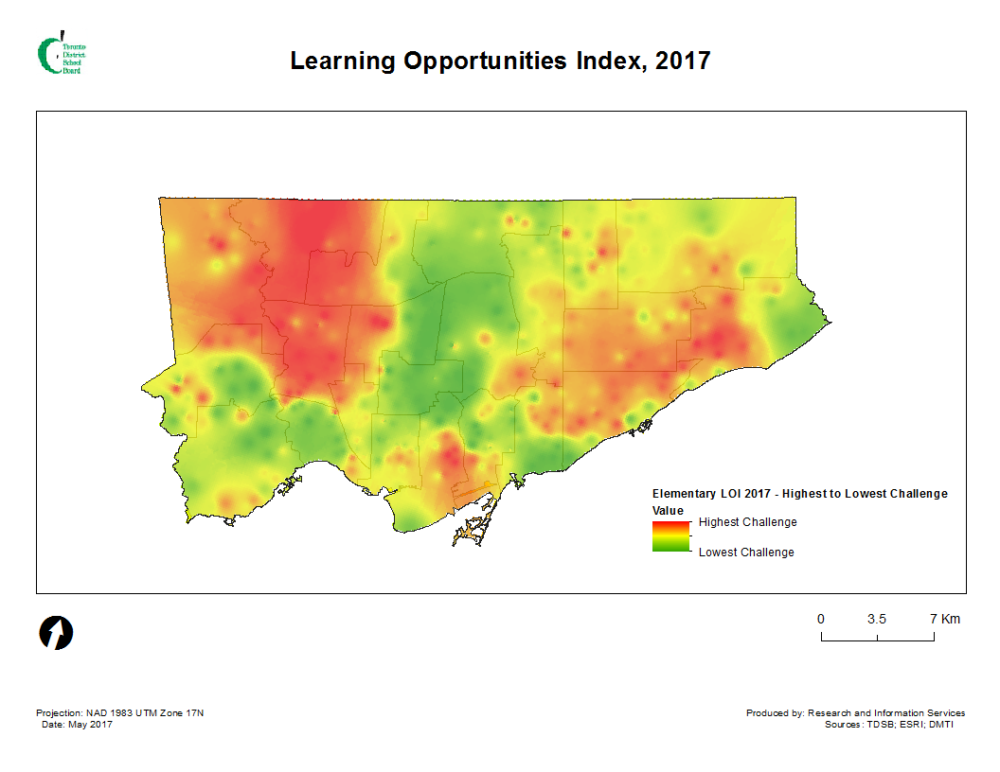 Toronto
District
School
Board
Learning Opportunities Index, 2017
Elementary LOI 2017 - Highest to Lowest Challenge
Value
Highest Challenge
Lowest Challenge
0 3.5 7 Km
Projection: NAD 1983 UTM Zone 17N
Date: May 2017
Produced by: Research and Information Services
Sources: TDSB; ESRI; DMTI